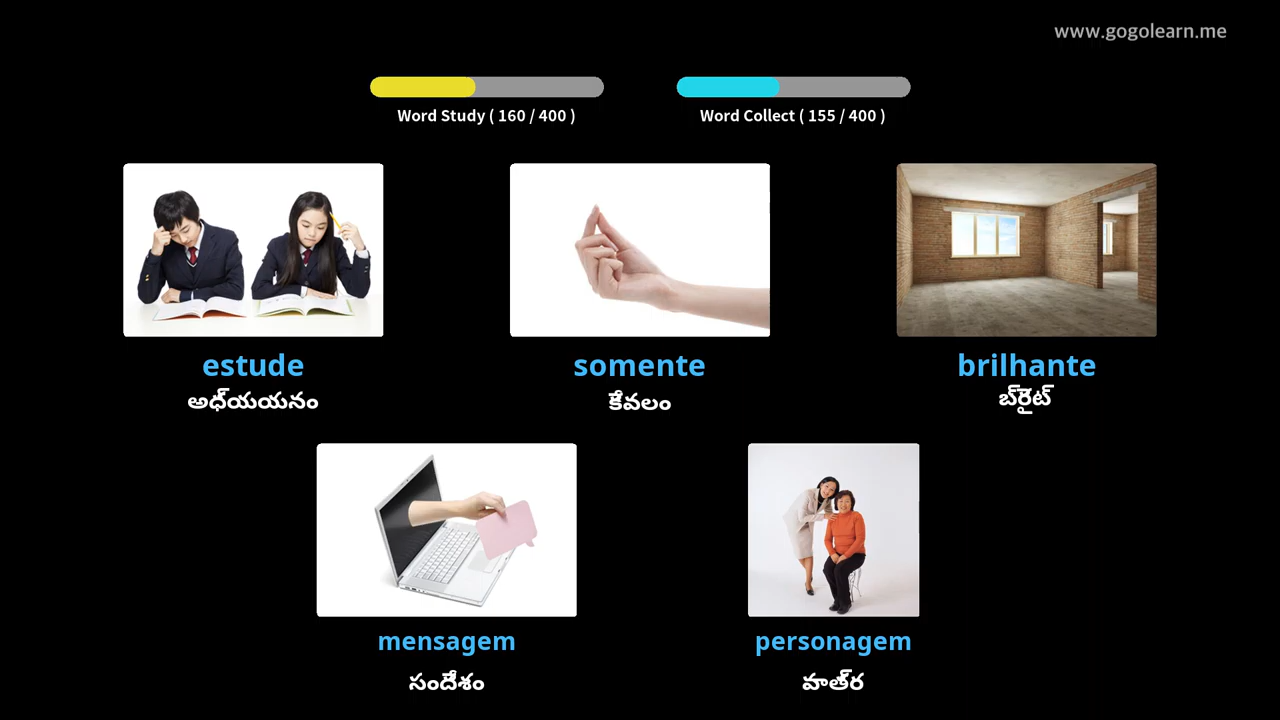 www.gogolearn.me
Word Study ( 160 / 400 )
Word Collect ( 155 / 400 )
estude
అధ్యయనం
somente
కేవలం
brilhante
బ్రైట్
mensagem
సందేశం
personagem
పాత్ర